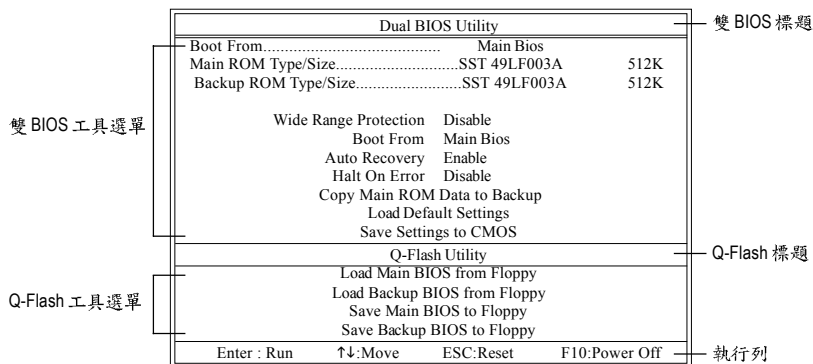 Dual BIOS Utility
雙 BIOS 標題
Boot From.......................................... Main Bios
Main ROM Type/Size.............................SST 49LF003A 512K
Backup ROM Type/Size.........................SST 49LF003A 512K
雙 BIOS 工具選單
Wide Range Protection Disable
Boot From Main Bios
Auto Recovery Enable
Halt On Error Disable
Copy Main ROM Data to Backup
Load Default Settings
Save Settings to CMOS
Q-Flash Utility
Q-Flash 標題
Load Main BIOS from Floppy
Load Backup BIOS from Floppy
Q-Flash 工具選單
Save Main BIOS to Floppy
Save Backup BIOS to Floppy
Enter : Run ↑↓:Move ESC:Reset F10:Power Off
執行列